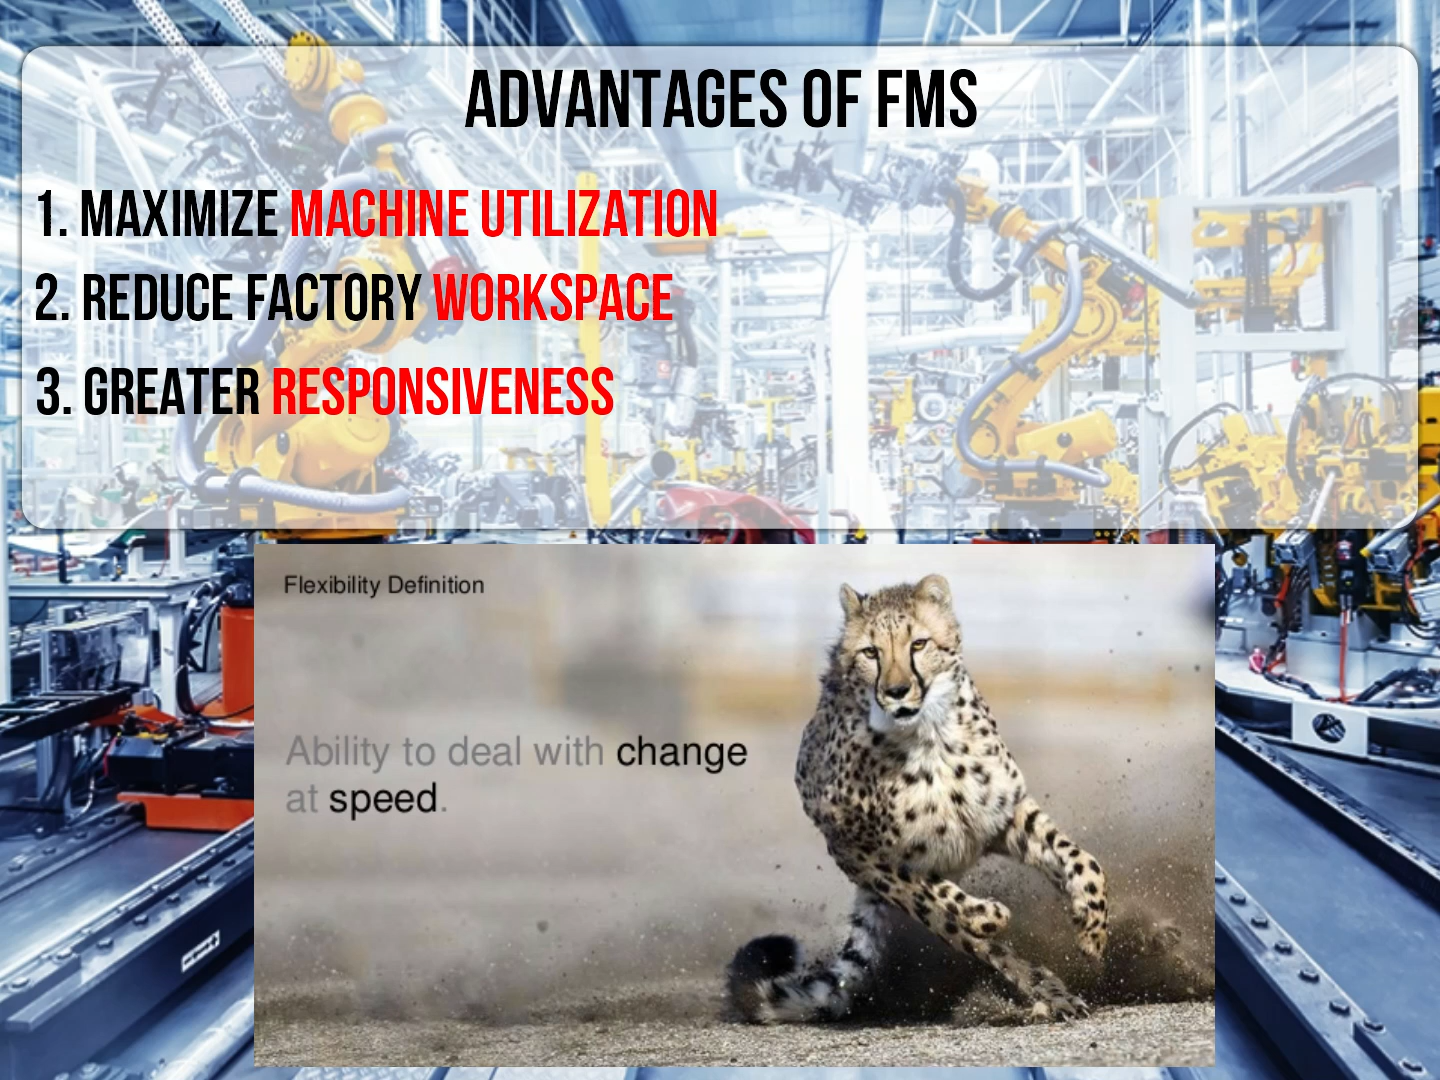 ADVANTAGES OF FMS
1. MAXIMIZE MACHINE UTILIZATION
2. REDUCE FACTORY WORKSPACE
3. GREATER RESPONSIVENESS
Flexibility Definition
Ability to deal with change
at speed.